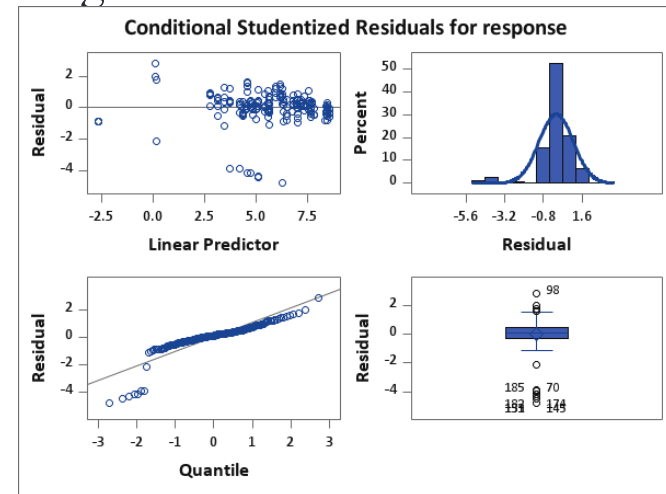 Conditional Studentized Residuals for response
Residual
2
0
-2
-4
-2.5 0.0 2.5 5.0 7.5
Linear Predictor
Percent
50
40
30
20
10
0
-5.6 -3.2 -0.8 1.6
Residual
Residual
2
0
-2
-4
-3 -2 -1 0 1 2 3
Quantile
Residual
2
0
-2
-4
98
185 70
174
145